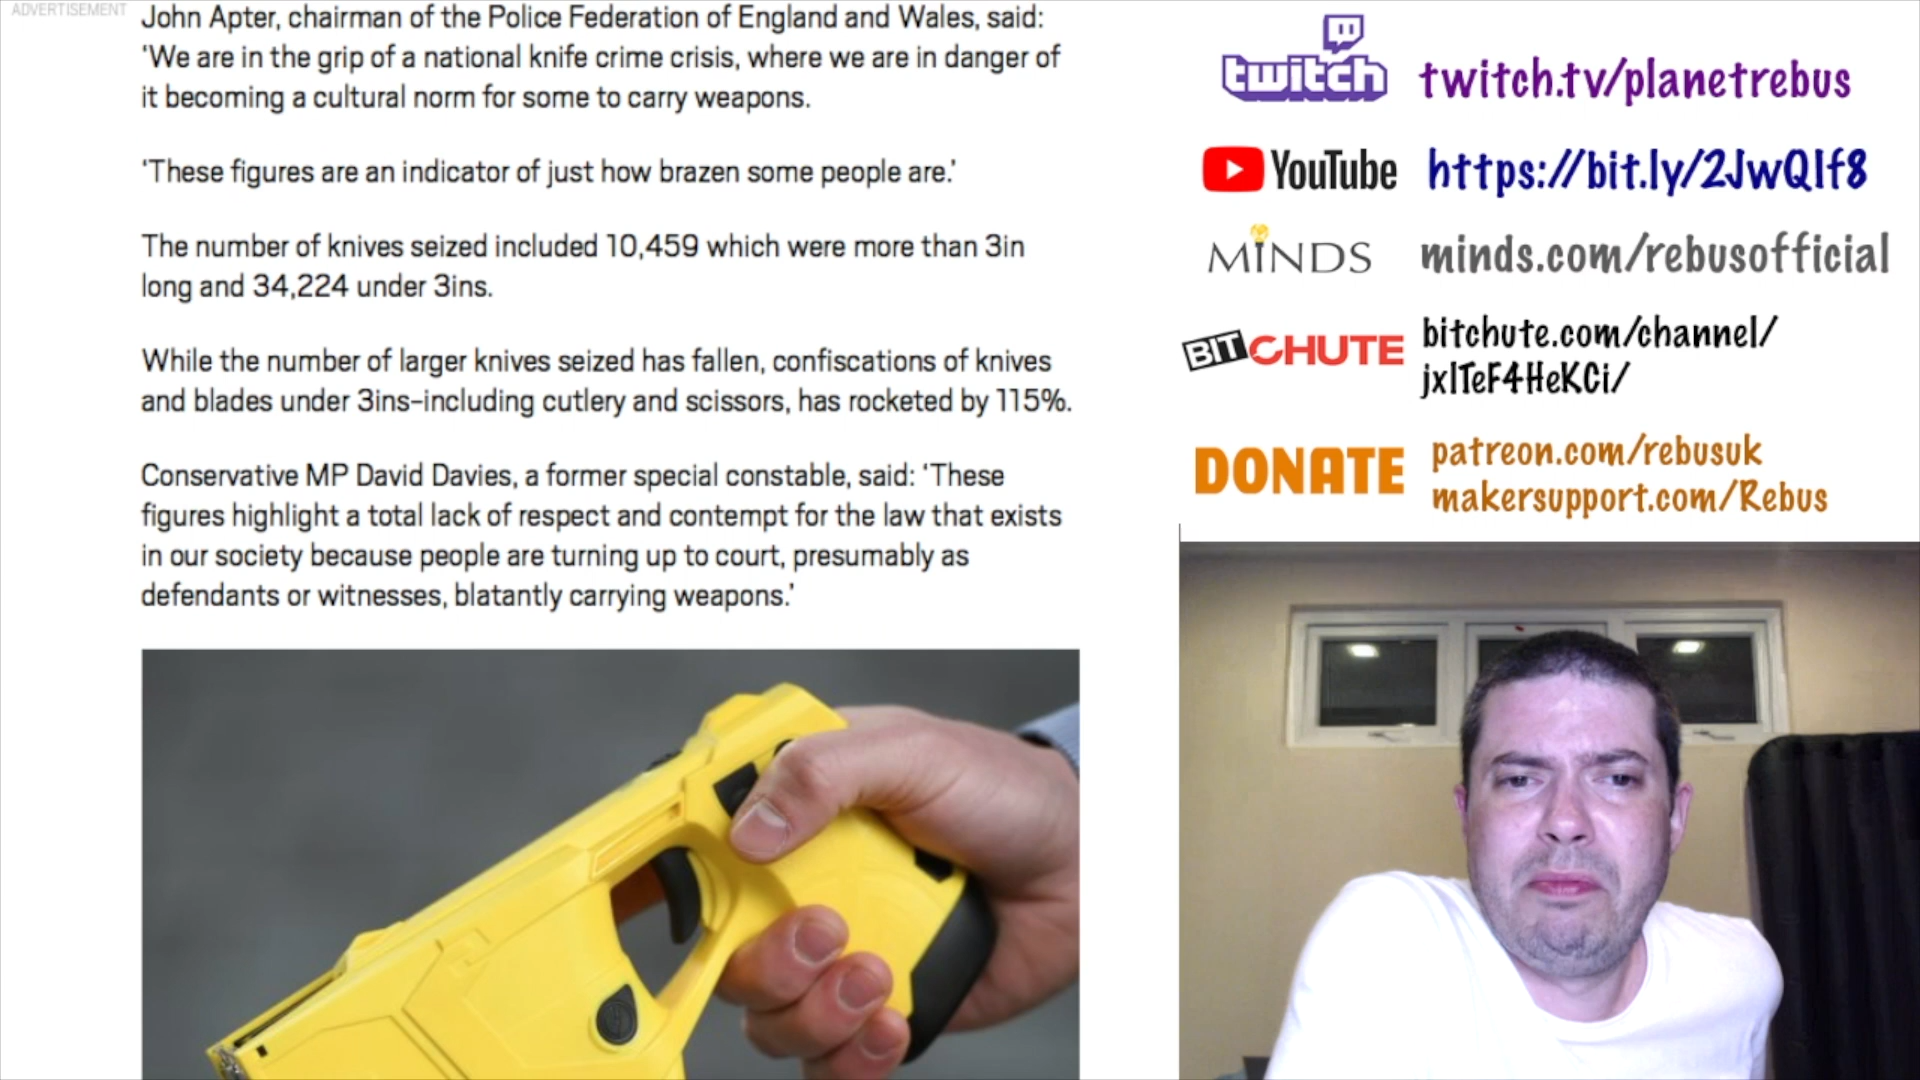 ADVERTISEMENT
John Apter, chairman of the Police Federation of England and Wales, said:
‘We are in the grip of a national knife crime crisis, where we are in danger of
it becoming a cultural norm for some to carry weapons.
‘These figures are an indicator of just how brazen some people are.’
The number of knives seized included 10,459 which were more than 3in
long and 34,224 under 3ins.
While the number of larger knives seized has fallen, confiscations of knives
and blades under 3ins–including cutlery and scissors, has rocketed by 115%.
Conservative MP David Davies, a former special constable, said: ‘These
figures highlight a total lack of respect and contempt for the law that exists
in our society because people are turning up to court, presumably as
defendants or witnesses, blatantly carrying weapons.’
twitch twitch.tv/planetrebus
YouTube https://bit.ly/2JwQIf8
MINDS minds.com/rebusofficial
BITCHUTE bitchute.com/channel/
jxITeF4HeKCi/
DONATE patreon.com/rebusuk
makersupport.com/Rebus